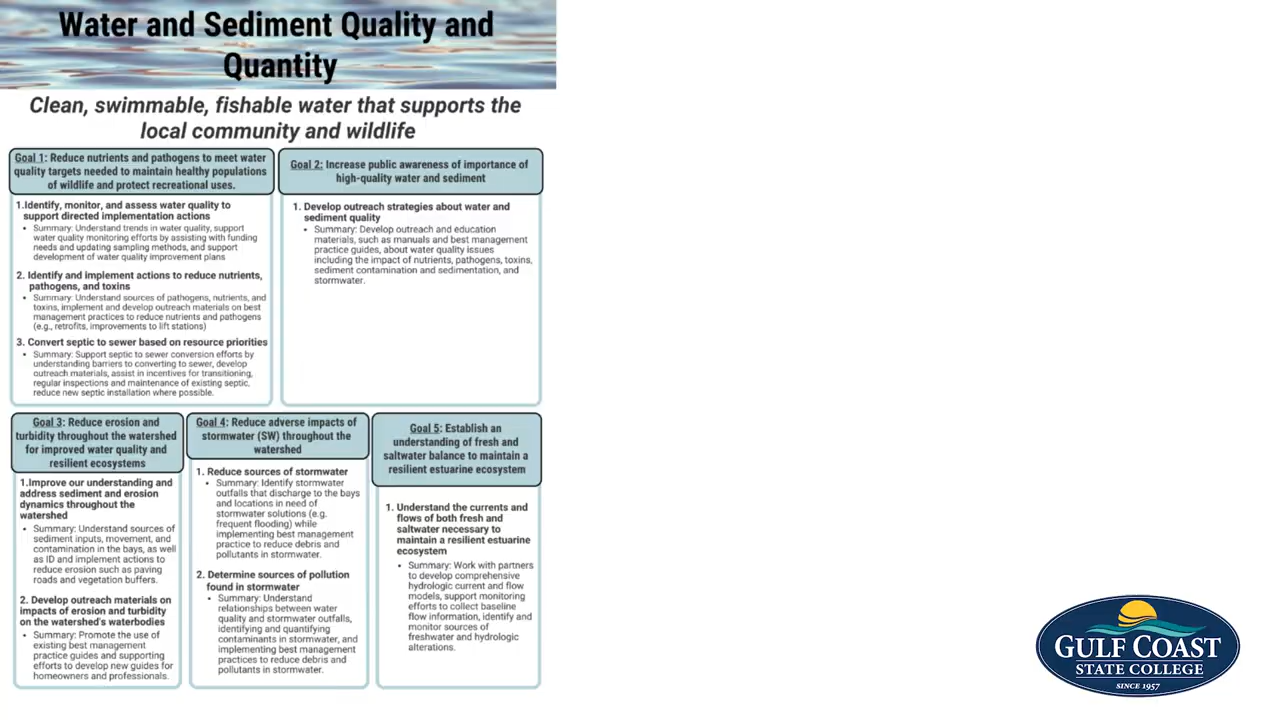 Water and Sediment Quality and
Quantity
Clean, swimmable, fishable water that supports the
local community and wildlife
Goal 1: Reduce nutrients and pathogens to meet water
quality targets needed to maintain healthy populations
of wildlife and protect recreational uses.
1.Identify, monitor, and assess water quality to
support directed implementation actions
• Summary: Understand trends in water quality, support
water quality monitoring efforts by assisting with funding
needs and updating sampling methods, and support
development of water quality improvement plans
2. Identify and implement actions to reduce nutrients,
pathogens, and toxins
• Summary: Understand sources of pathogens, nutrients, and
toxins, implement and develop outreach materials on best
management practices to reduce nutrients and pathogens
(e.g., retrofits, improvements to lift stations)
3. Convert septic to sewer based on resource priorities
• Summary: Support septic to sewer conversion efforts by
understanding barriers to converting to sewer, develop
outreach materials, assist in incentives for transitioning,
regular inspections and maintenance of existing septic,
reduce new septic installation where possible.
Goal 2: Increase public awareness of importance of
high-quality water and sediment
1. Develop outreach strategies about water and
sediment quality
• Summary: Develop outreach and education
materials, such as manuals and best management
practice guides, about water quality issues
including the impact of nutrients, pathogens, toxins,
sediment contamination and sedimentation, and
stormwater.
Goal 3: Reduce erosion and
turbidity throughout the watershed
for improved water quality and
resilient ecosystems
1.Improve our understanding and
address sediment and erosion
dynamics throughout the
watershed
• Summary: Understand sources of
sediment inputs, movement, and
contamination in the bays, as well
as ID and implement actions to
reduce erosion such as paving
roads and vegetation buffers.
2. Develop outreach materials on
impacts of erosion and turbidity
on the watershed's waterbodies
• Summary: Promote the use of
existing best management
practice guides and supporting
efforts to develop new guides for
homeowners and professionals.
Goal 4: Reduce adverse impacts of
stormwater (SW) throughout the
watershed
1. Reduce sources of stormwater
• Summary: Identify stormwater
outfalls that discharge to the bays
and locations in need of
stormwater solutions (e.g.
frequent flooding) while
implementing best management
practice to reduce debris and
pollutants in stormwater.
2. Determine sources of pollution
found in stormwater
• Summary: Understand
relationships between water
quality and stormwater outfalls,
identifying and quantifying
contaminants in stormwater, and
implementing best management
practices to reduce debris and
pollutants in stormwater.
Goal 5: Establish an
understanding of fresh and
saltwater balance to maintain a
resilient estuarine ecosystem
1. Understand the currents and
flows of both fresh and
saltwater necessary to
maintain a resilient estuarine
ecosystem
• Summary: Work with partners
to develop comprehensive
hydrologic current and flow
models, support monitoring
efforts to collect baseline
flow information, identify and
monitor sources of
freshwater and hydrologic
alterations.
GULF COAST
STATE COLLEGE
SINCE 1957